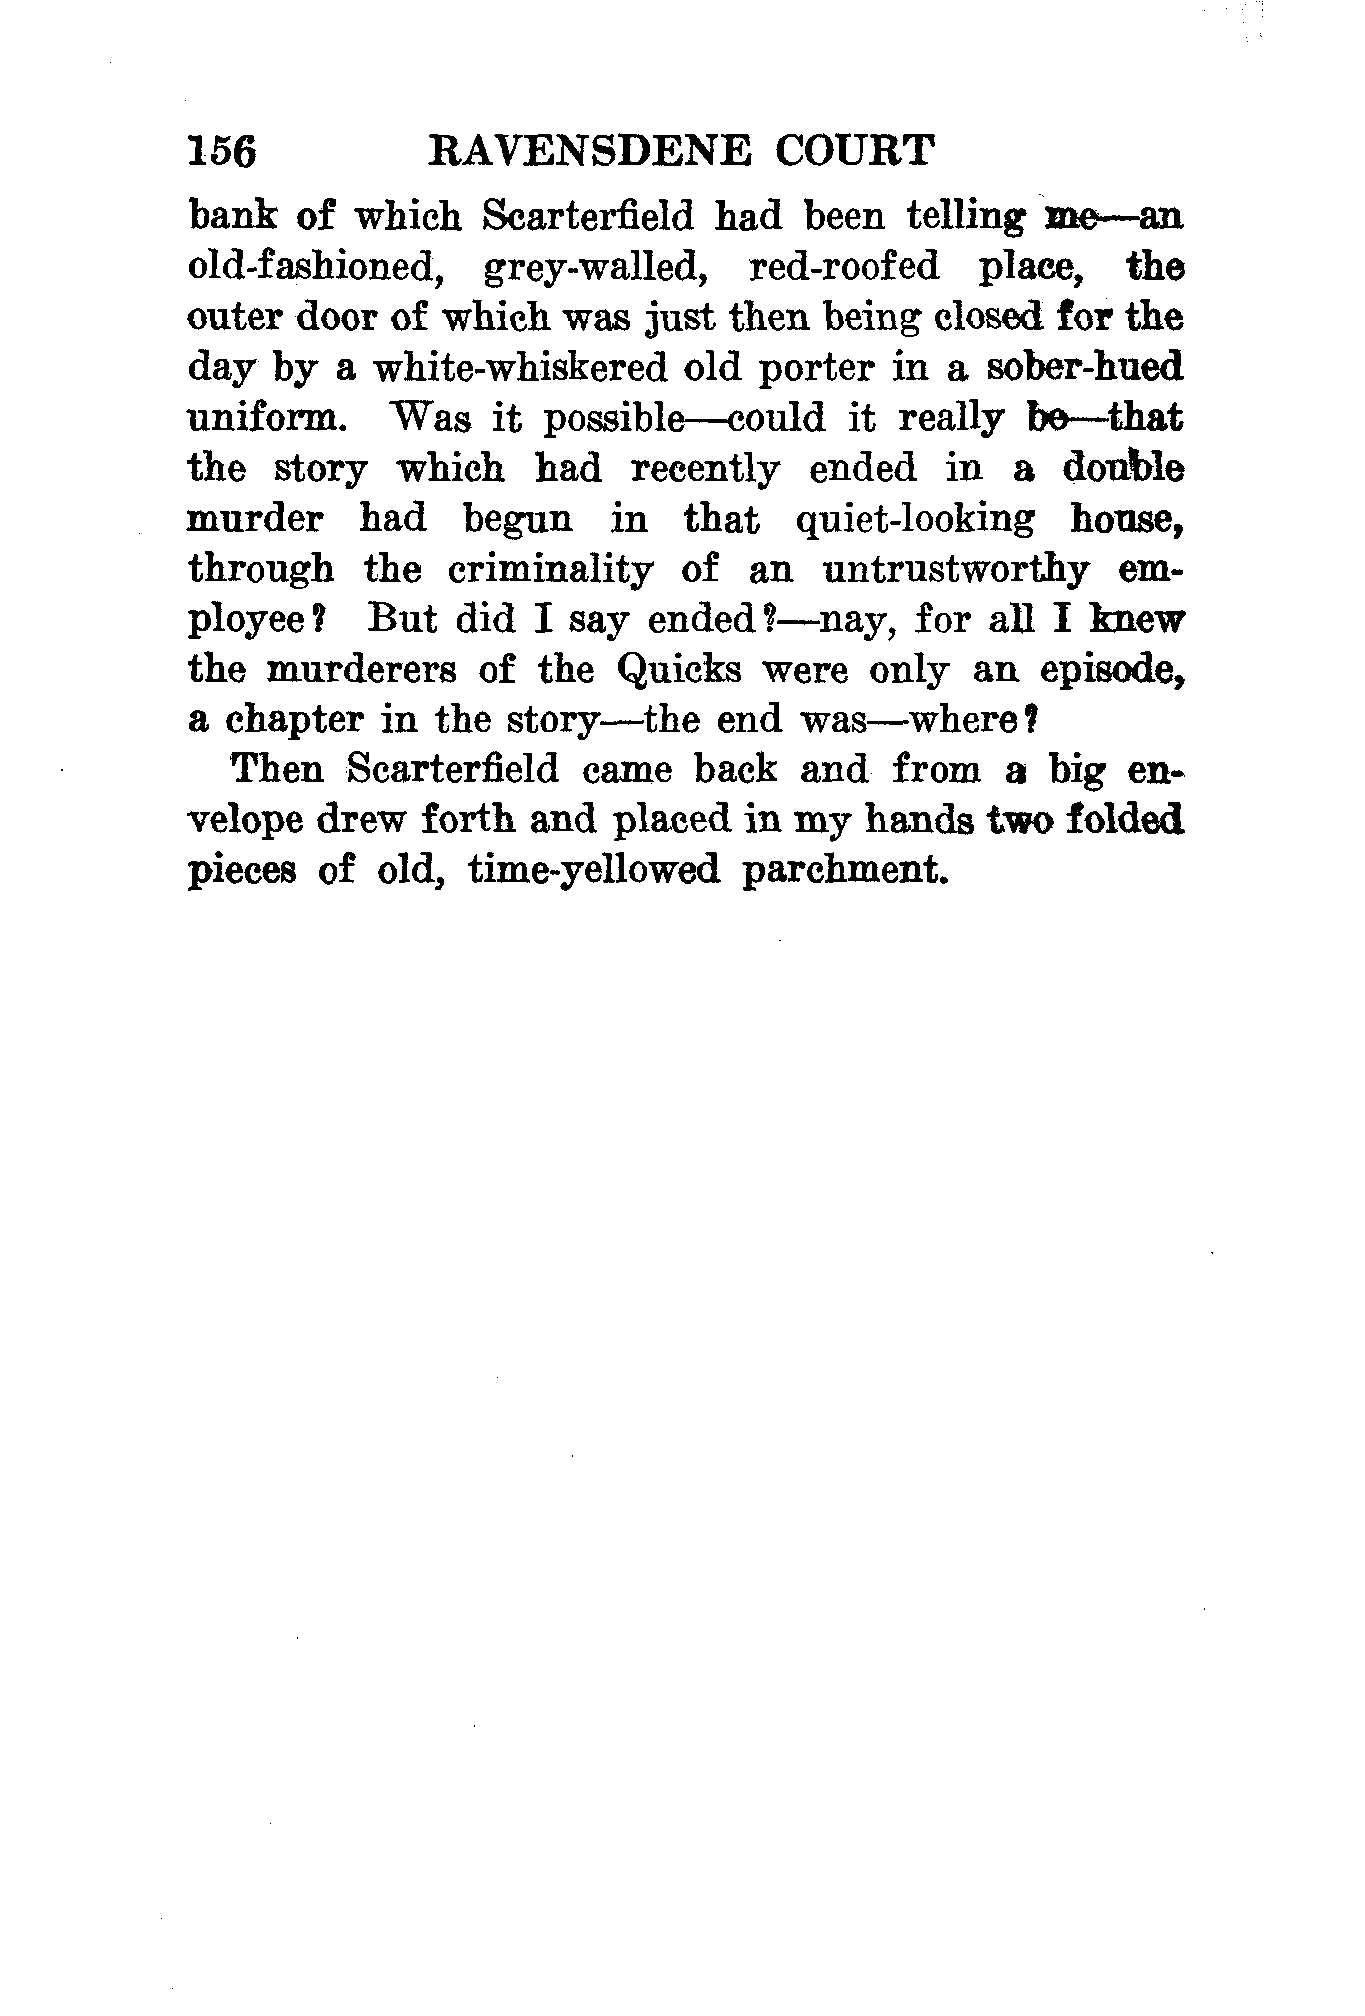 156 RAVENSDENE COURT
bank of which Scarterfield had been telling me—an
old-fashioned, grey-walled, red-roofed place, the
outer door of which was just then being closed for the
day by a white-whiskered old porter in a sober-hued
uniform. Was it possible—could it really be—that
the story which had recently ended in a double
murder had begun in that quiet-looking house,
through the criminality of an untrustworthy em-
ployee? But did I say ended?—nay, for all I knew
the murderers of the Quicks were only an episode,
a chapter in the story—the end was—where?
Then Scarterfield came back and from a big en-
velope drew forth and placed in my hands two folded
pieces of old, time-yellowed parchment.